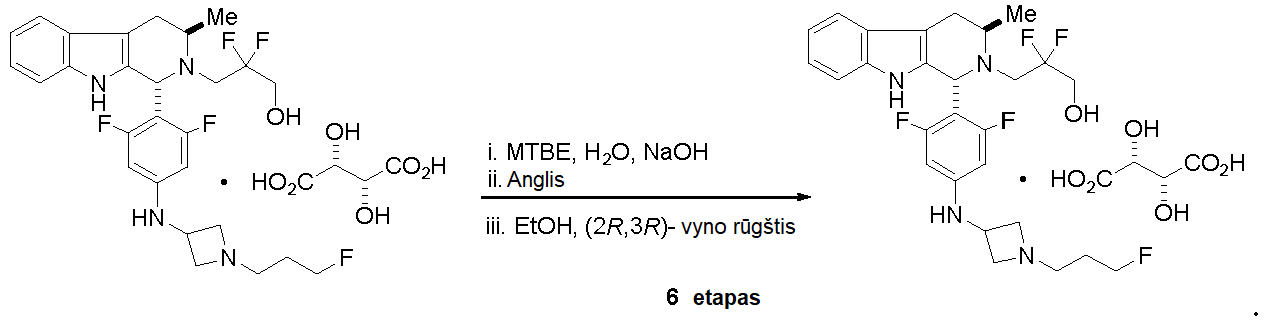 Me
F F
N
N
H
OH
F F
OH
CO2H
HO2C
OH
HN
N
F
i. MTBE, H2O, NaOH
ii. Anglis
iii. EtOH, (2R,3R)- vyno rūgštis
6 etapas
Me
F F
N
N
H
OH
F F
OH
CO2H
HO2C
OH
HN
N
F
.